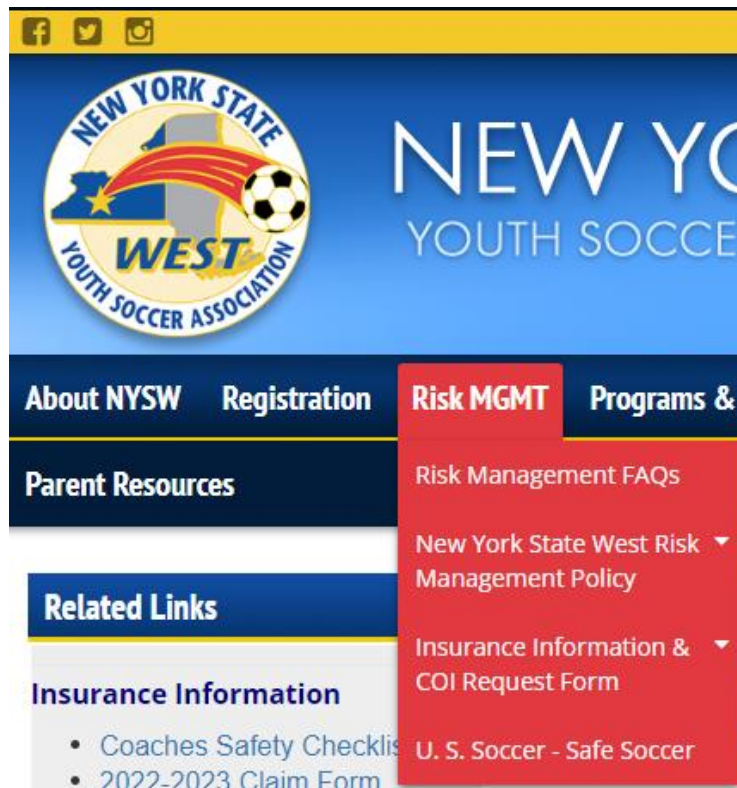 NEW YORK STATE
WEST
YOUTH SOCCER ASSOCIATION
NEW YO
YOUTH SOCCE
About NYSW Registration Risk MGMT Programs &
Parent Resources
Risk Management FAQs
New York State West Risk
Management Policy
Insurance Information &
COI Request Form
U. S. Soccer - Safe Soccer
Related Links
Insurance Information
• Coaches Safety Checklis
• 2022-2023 Claim Form